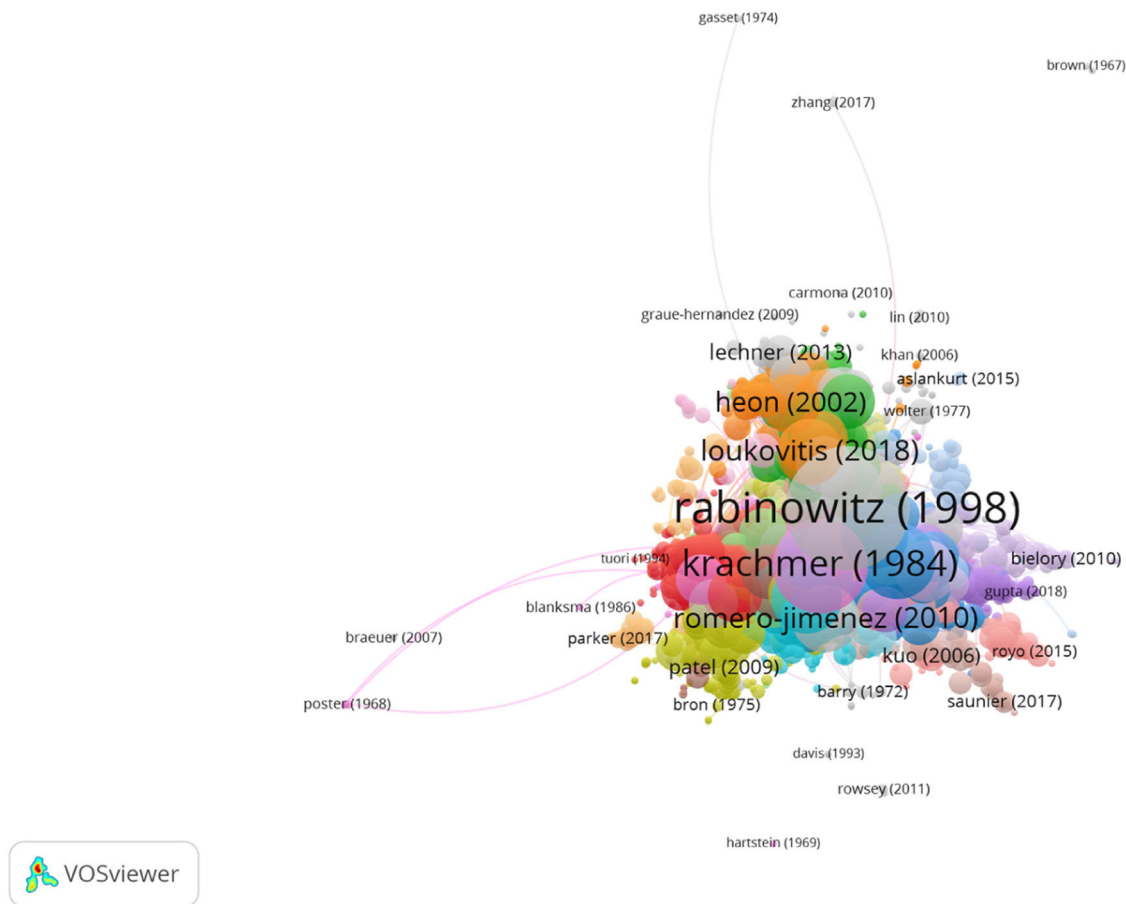 gasset (1974)
brown (1967)
zhang (2017)
carmona (2010)
graue-hernandez (2009)
lin (2010)
lechner (2013)
khan (2006)
aslankurt (2015)
heon (2002)
wolter (1977)
loukovitis (2018)
rabinowitz (1998)
tuori (1994)
krachmer (1984)
bielory (2010)
gupta (2018)
blanksma (1986)
romero-jimenez (2010)
braeuer (2007)
parker (2017)
kuo (2006)
royo (2015)
patel (2009)
barry (1972)
poster (1968)
bron (1975)
saunier (2017)
davis (1993)
rowsey (2011)
hartstein (1969)
VOSviewer